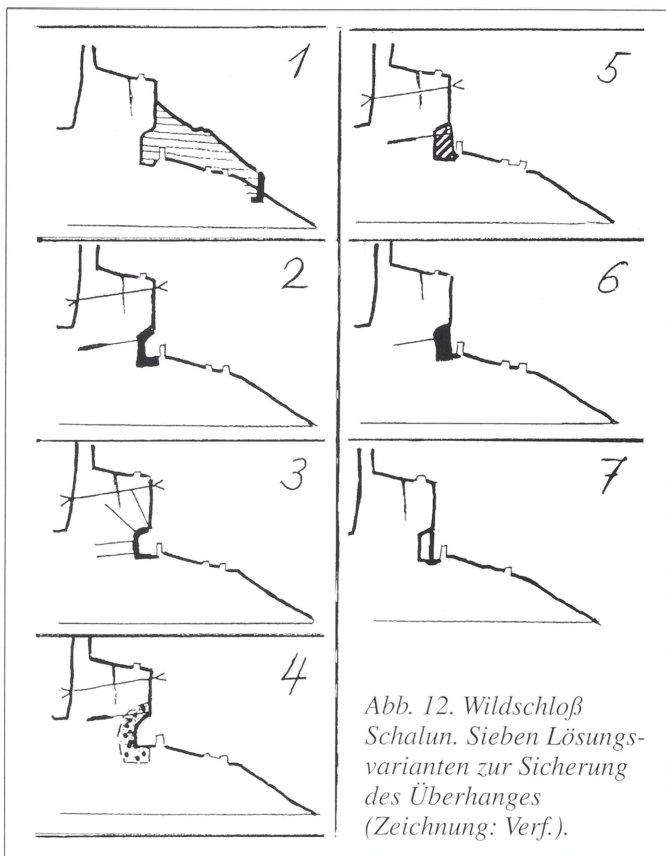 1
2
3
4
5
6
7
Abb. 12. Wildschloß
Schalun. Sieben Lösungs-
varianten zur Sicherung
des Überhanges
(Zeichnung: Verf.).